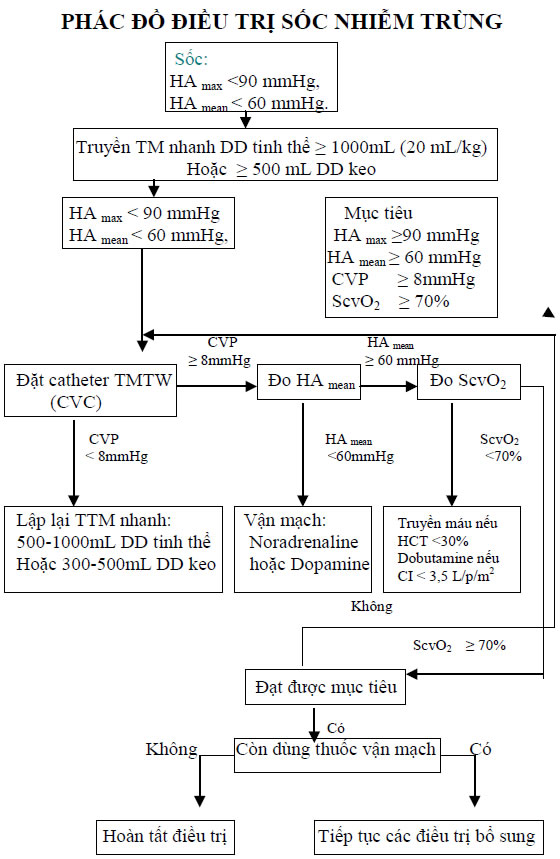 PHÁC ĐỒ ĐIỀU TRỊ SỐC NHIỄM TRÙNG
Sốc:
HA max <90 mmHg,
HA mean < 60 mmHg.
Truyền TM nhanh DD tinh thể ≥ 1000mL (20 mL/kg)
Hoặc ≥ 500 mL DD keo
HA max < 90 mmHg
HA mean < 60 mmHg,
Mục tiêu
HA max ≥90 mmHg
HA mean ≥ 60 mmHg
CVP ≥ 8mmHg
ScvO2 ≥ 70%
CVP
≥ 8mmHg
HA mean
≥ 60 mmHg
Đặt catheter TMTW
(CVC)
Đo HA mean
Đo ScvO2
CVP
< 8mmHg
HA mean
<60mmHg
ScvO2
<70%
Lập lại TTM nhanh:
500-1000mL DD tinh thể
Hoặc 300-500mL DD keo
Vận mạch:
Noradrenaline
hoặc Dopamine
Truyền máu nếu
HCT <30%
Dobutamine nếu
CI < 3,5 L/p/m²
Không
ScvO2 ≥ 70%
Đạt được mục tiêu
Có
Không
Còn dùng thuốc vận mạch
Có
Hoàn tất điều trị
Tiếp tục các điều trị bổ sung